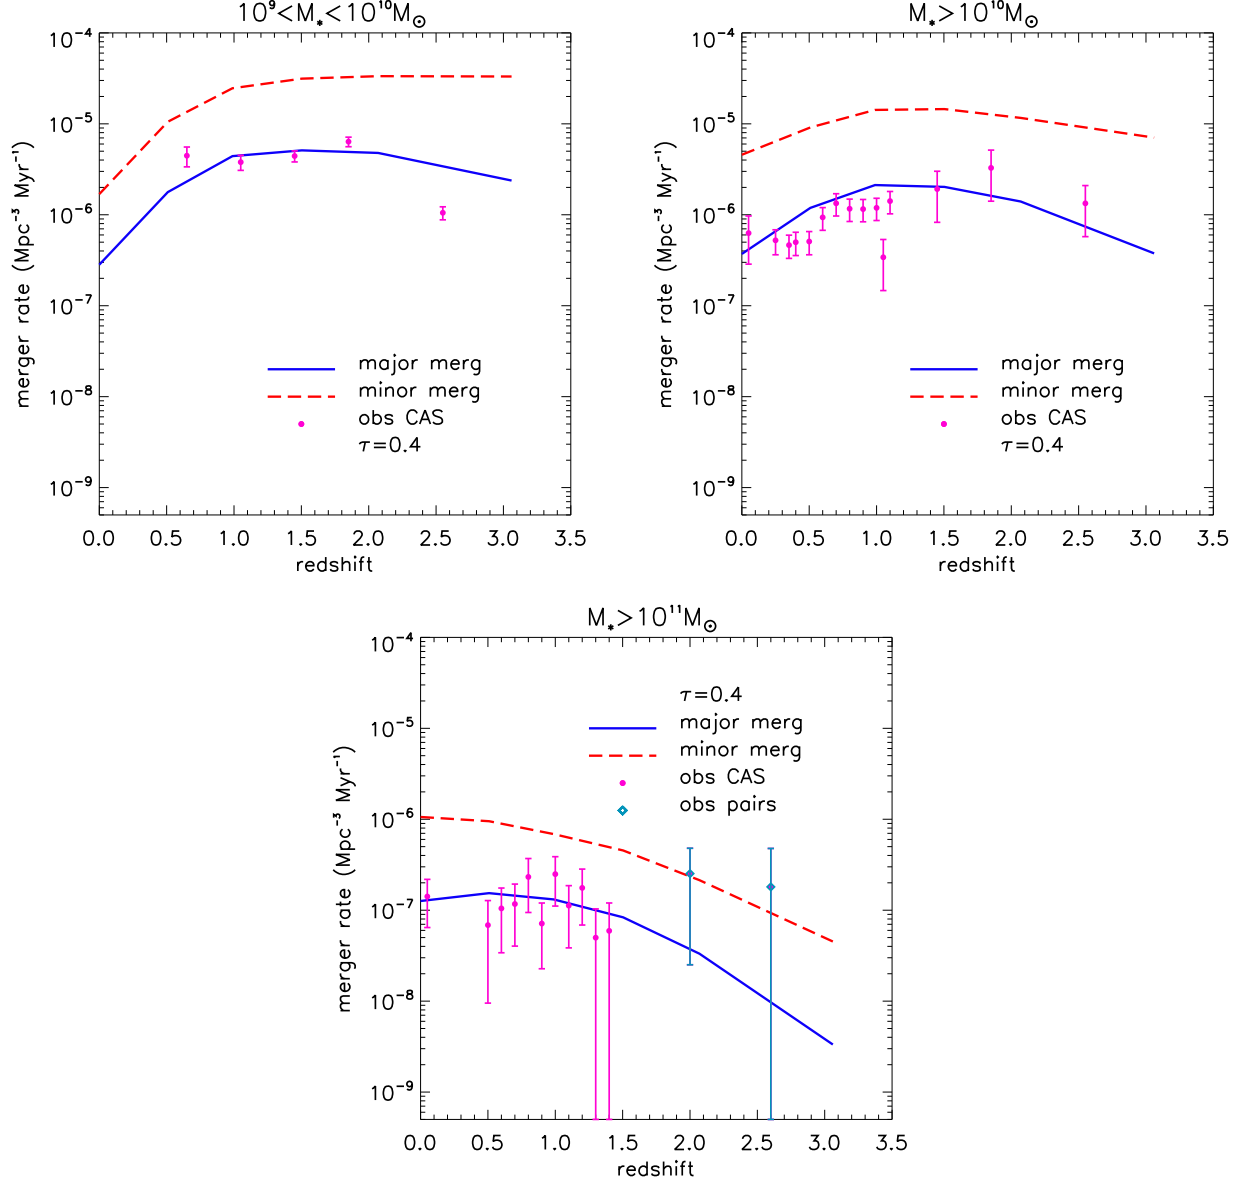 10⁹<M⁎<10¹⁰M⊙
10⁻⁴
10⁻⁵
10⁻⁶
10⁻⁷
10⁻⁸
10⁻⁹
merger rate (Mpc⁻³ Myr⁻¹)
major merg
minor merg
obs CAS
τ=0.4
0.0 0.5 1.0 1.5 2.0 2.5 3.0 3.5
redshift
M⁎>10¹⁰M⊙
10⁻⁴
10⁻⁵
10⁻⁶
10⁻⁷
10⁻⁸
10⁻⁹
merger rate (Mpc⁻³ Myr⁻¹)
major merg
minor merg
obs CAS
τ=0.4
0.0 0.5 1.0 1.5 2.0 2.5 3.0 3.5
redshift
M⁎>10¹¹M⊙
10⁻⁴
10⁻⁵
10⁻⁶
10⁻⁷
10⁻⁸
10⁻⁹
merger rate (Mpc⁻³ Myr⁻¹)
τ=0.4
major merg
minor merg
obs CAS
obs pairs
0.0 0.5 1.0 1.5 2.0 2.5 3.0 3.5
redshift